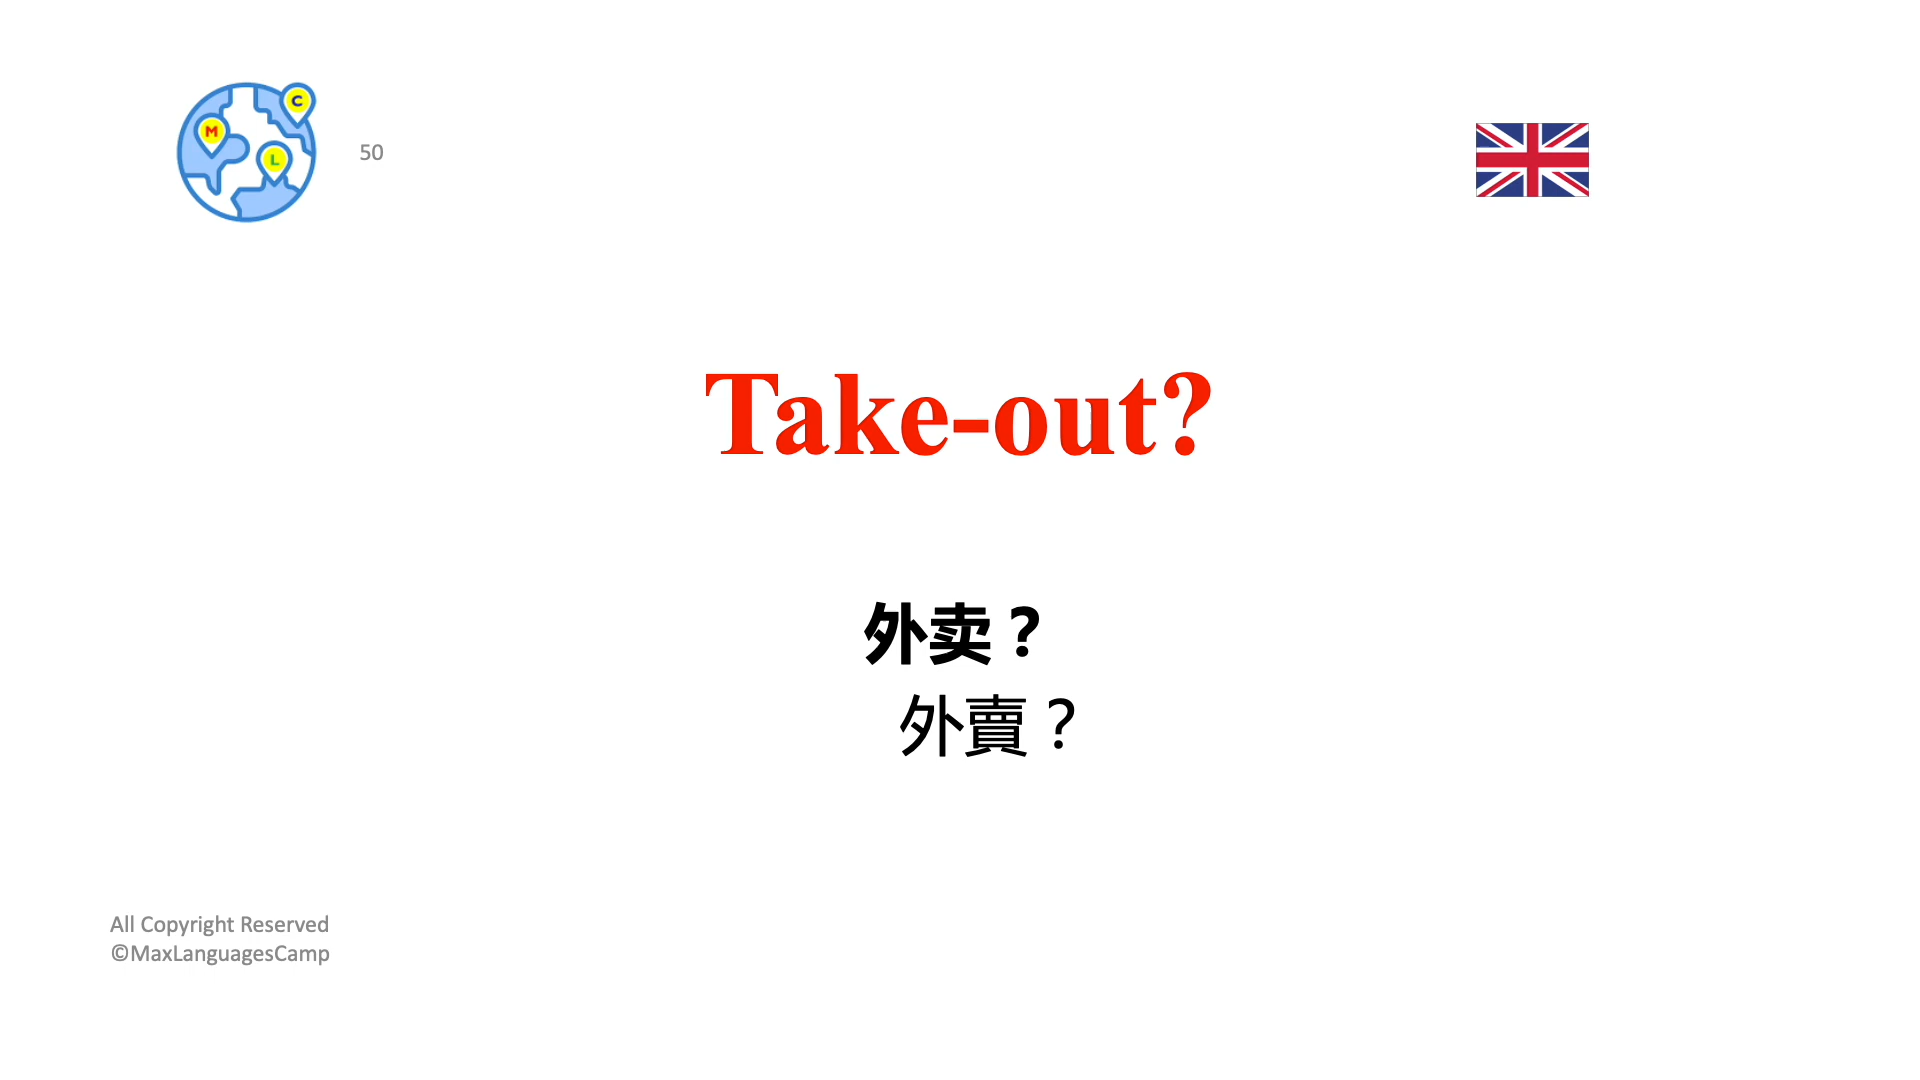 M
C
L
50
Take-out?
外卖？
外賣？
All Copyright Reserved
©MaxLanguagesCamp